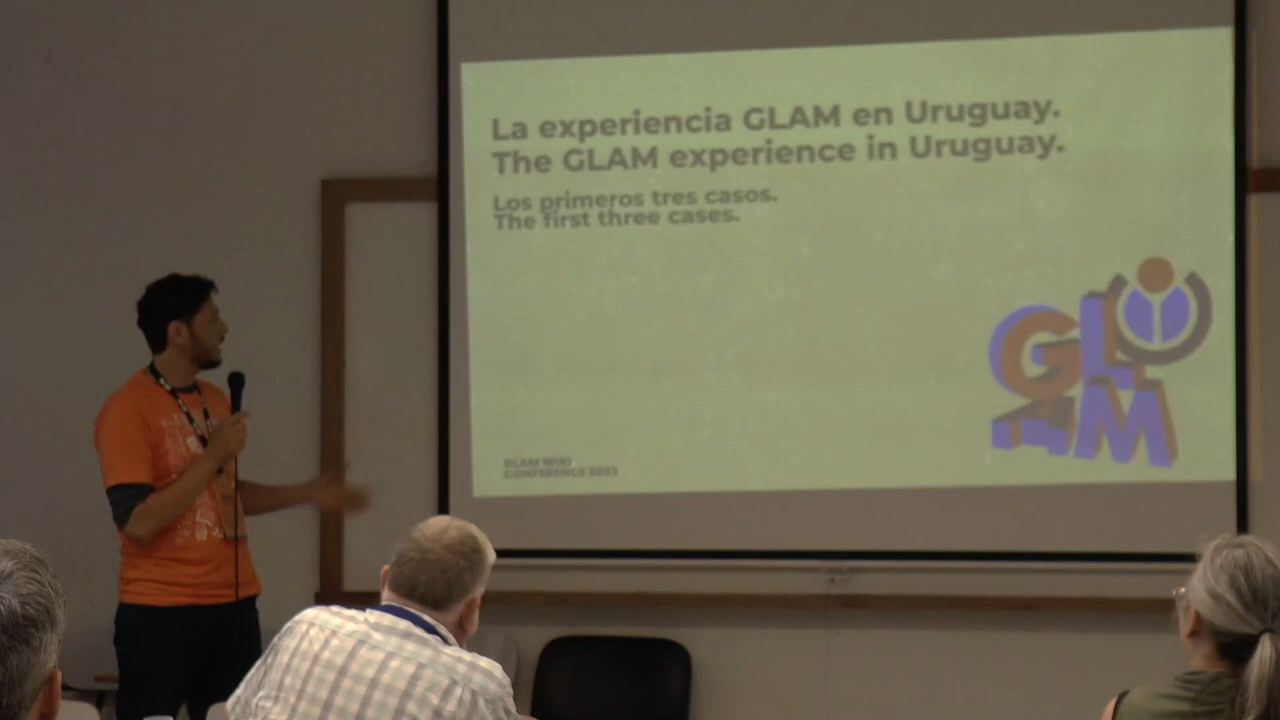 La experiencia GLAM en Uruguay.
The GLAM experience in Uruguay.
Los primeros tres casos.
The first three cases.
GLAM
GLAM WIKI
CONFERENCE 2023